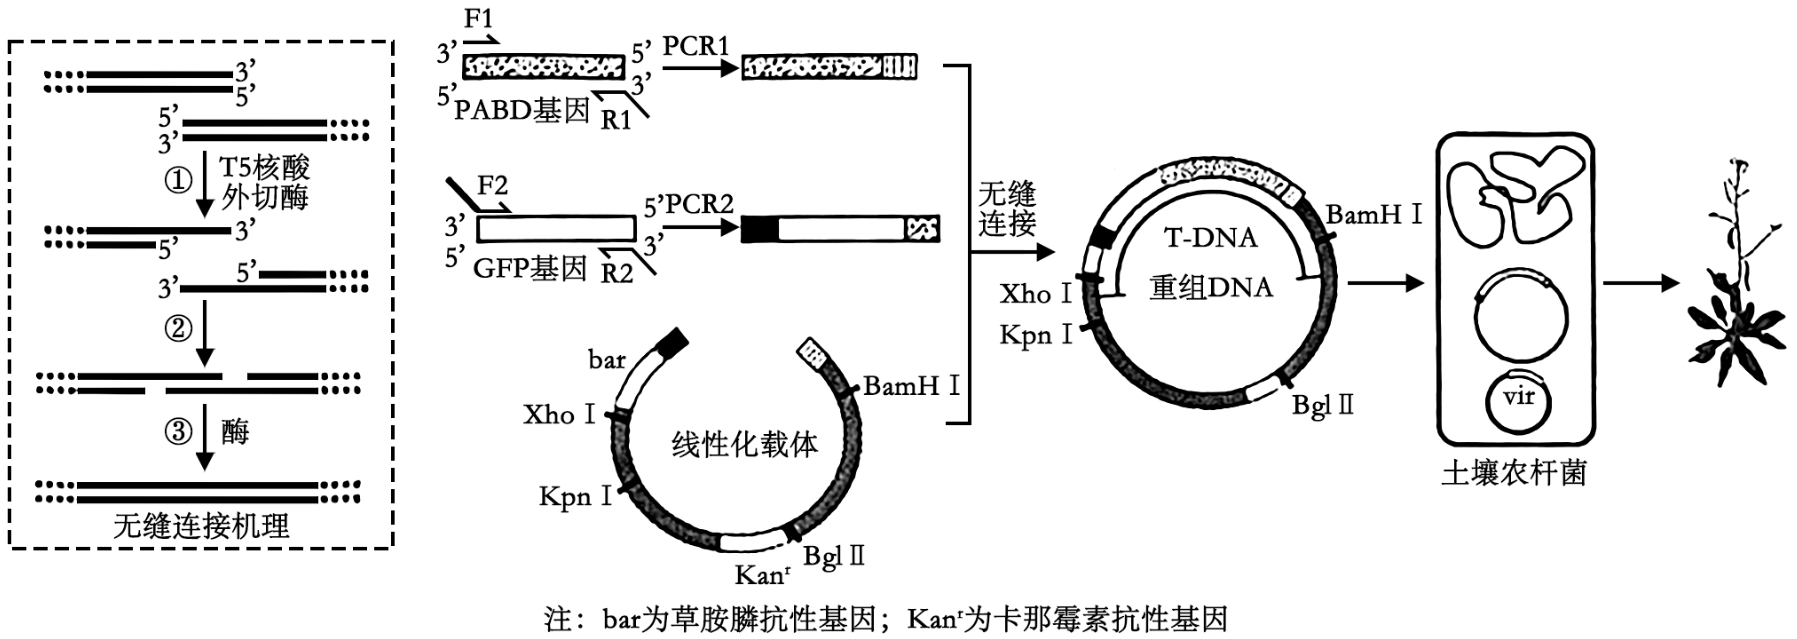 3’
5’
5’
3’
①
T5核酸
外切酶
3’
5’
5’
3’
②
③
酶
无缝连接机理
F1
3’
5’
5’
3’
PABD基因
R1
PCR1
F2
3’
5’
5’
3’
GFP基因
R2
PCR2
bar
Xho Ⅰ
Kpn Ⅰ
线性化载体
BamH Ⅰ
Bgl Ⅱ
Kanʳ
无缝
连接
T-DNA
重组DNA
BamH Ⅰ
Xho Ⅰ
Kpn Ⅰ
Bgl Ⅱ
vir
土壤农杆菌
注：bar为草胺膦抗性基因；Kanʳ为卡那霉素抗性基因